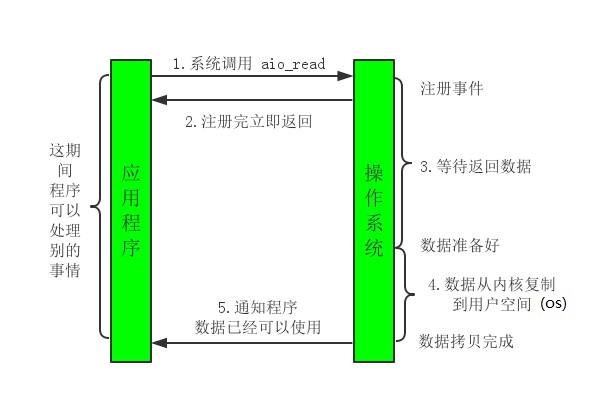 1.系统调用 aio_read
注册事件
2.注册完立即返回
这期
间
程序
可以
处理
别的
事情
应用程序
操作系统
3.等待返回数据
数据准备好
4.数据从内核复制
到用户空间 (os)
5.通知程序
数据已经可以使用
数据拷贝完成